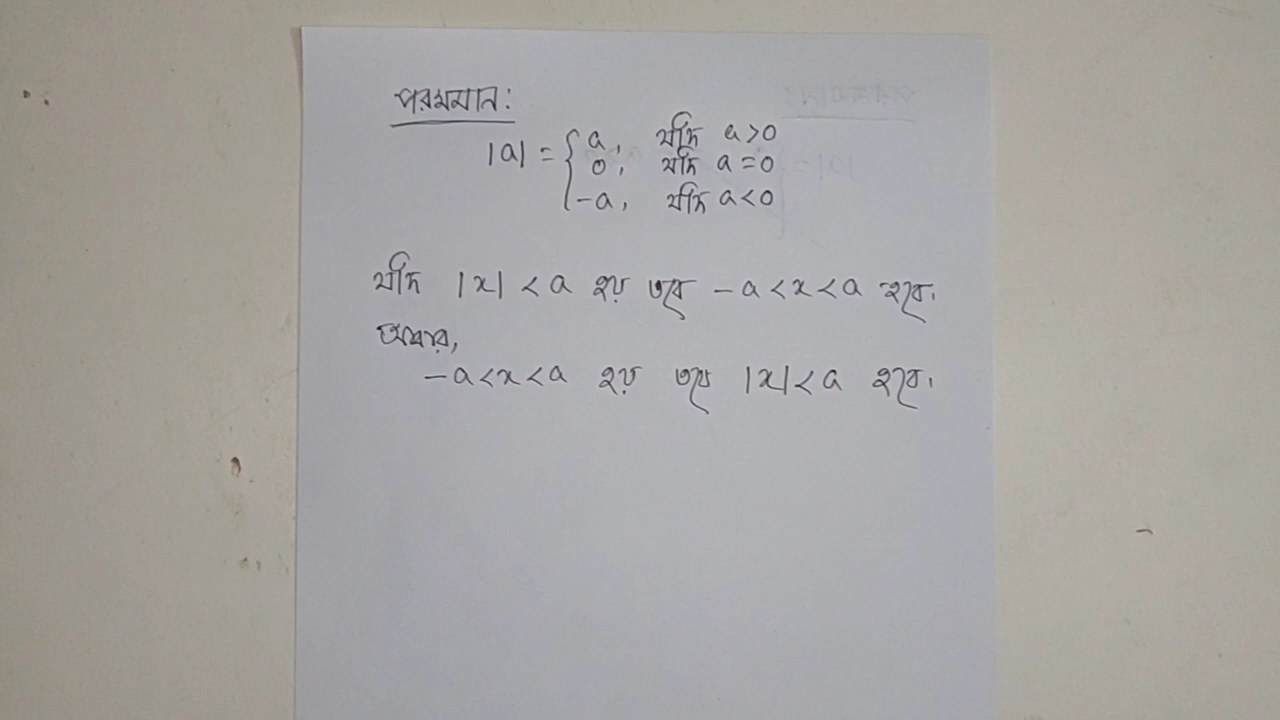 পরমমান:
|a| = { a, যদি a>0
0, যদি a=0
-a, যদি a<0
যদি |x| < a হয় তবে -a<x<a হবে।
আবার,
-a<x<a হয় তবে |x|<a হবে।